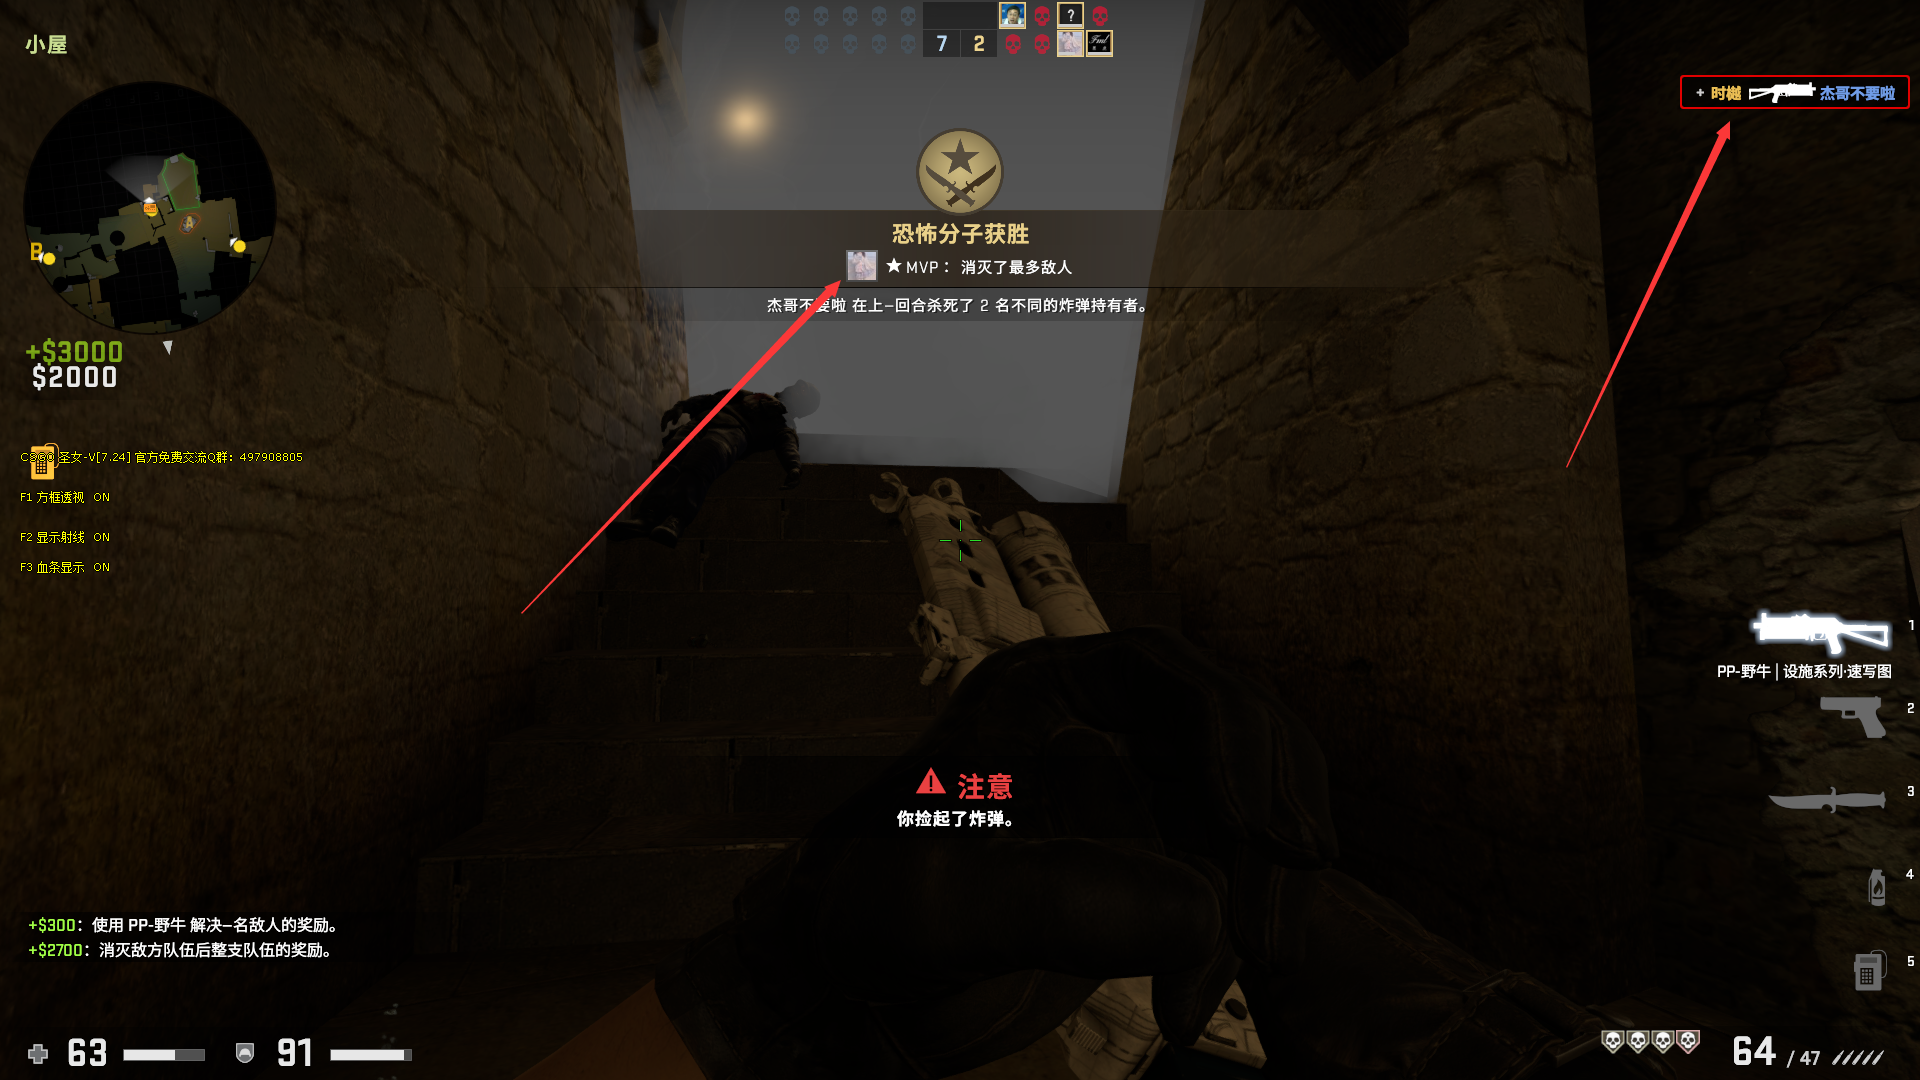 小屋
7 2
?
+ 时樾 杰哥不要啦
恐怖分子获胜
★ MVP： 消灭了最多敌人
杰哥不要啦 在上一回合杀死了 2 名不同的炸弹持有者。
B
+$3000
$2000
CSGO圣女-V[7.24] 官方免费交流Q群：497908805
F1 方框透视 ON
F2 显示射线 ON
F3 血条显示 ON
1
PP-野牛 | 设施系列·速写图
2
3
4
5
注意
你捡起了炸弹。
+$300：使用 PP-野牛 解决一名敌人的奖励。
+$2700：消灭敌方队伍后整支队伍的奖励。
63 91
64 / 47